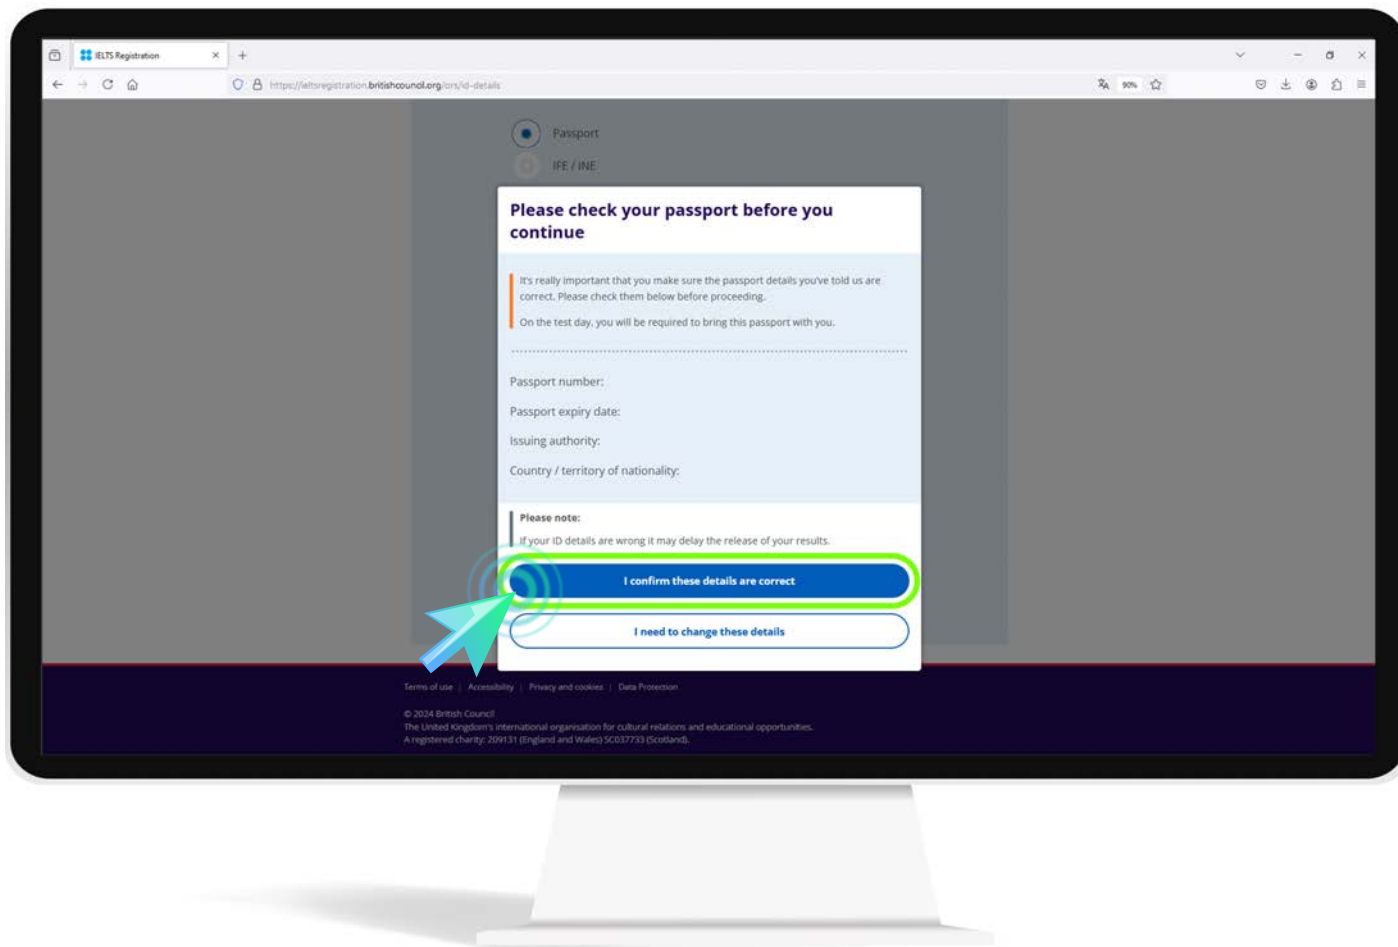 IELTS Registration
https://ieltsregistration.britishcouncil.org/ors/id-details
90%
Passport
IFE / INE
Please check your passport before you
continue
It's really important that you make sure the passport details you've told us are
correct. Please check them below before proceeding.
On the test day, you will be required to bring this passport with you.
Passport number:
Passport expiry date:
Issuing authority:
Country / territory of nationality:
Please note:
If your ID details are wrong it may delay the release of your results.
I confirm these details are correct
I need to change these details
Terms of use | Accessibility | Privacy and cookies | Data Protection
© 2024 British Council
The United Kingdom's international organisation for cultural relations and educational opportunities.
A registered charity: 209131 (England and Wales) SC037733 (Scotland).